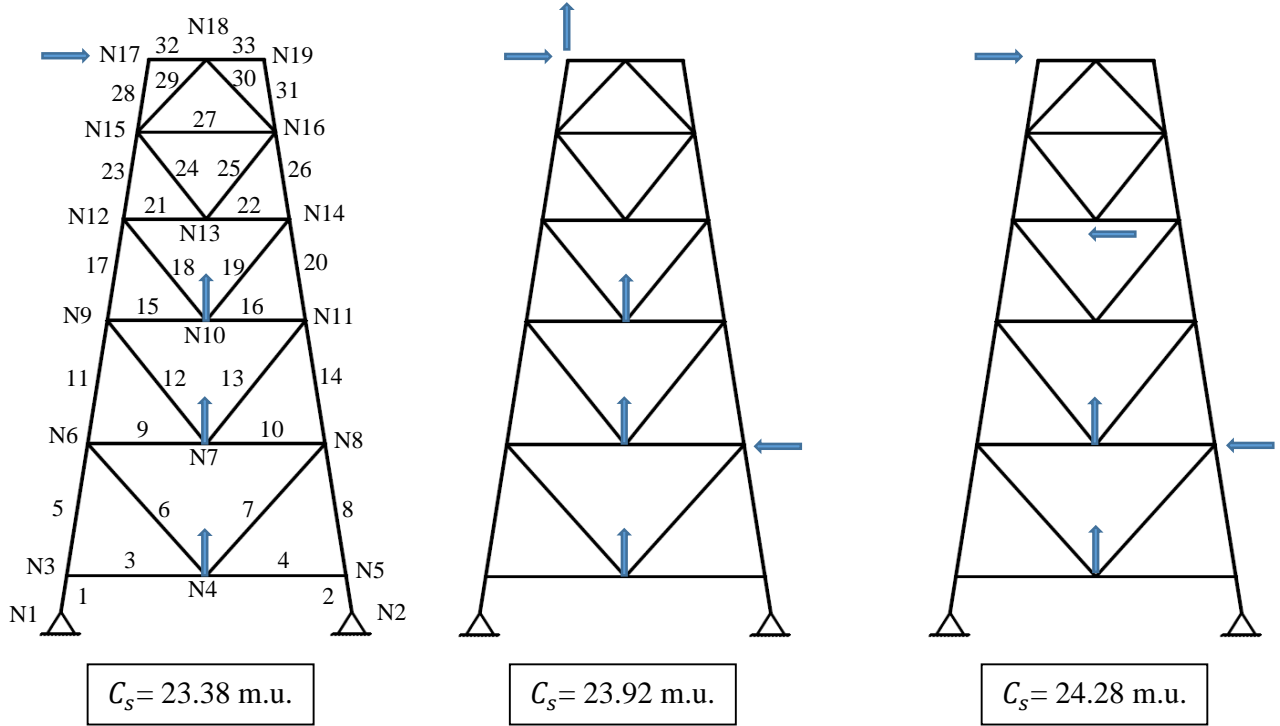 N18
N17 32 33 N19
28 29 30 31
N15 27 N16
23 24 25 26
N12 21 22 N14
N13
17 18 19 20
N9 15 16 N11
N10
11 12 13 14
N6 9 10 N8
N7
5 6 7 8
N3 3 4 N5
N4
N1 1 2 N2
C_s= 23.38 m.u.
C_s= 23.92 m.u.
C_s= 24.28 m.u.